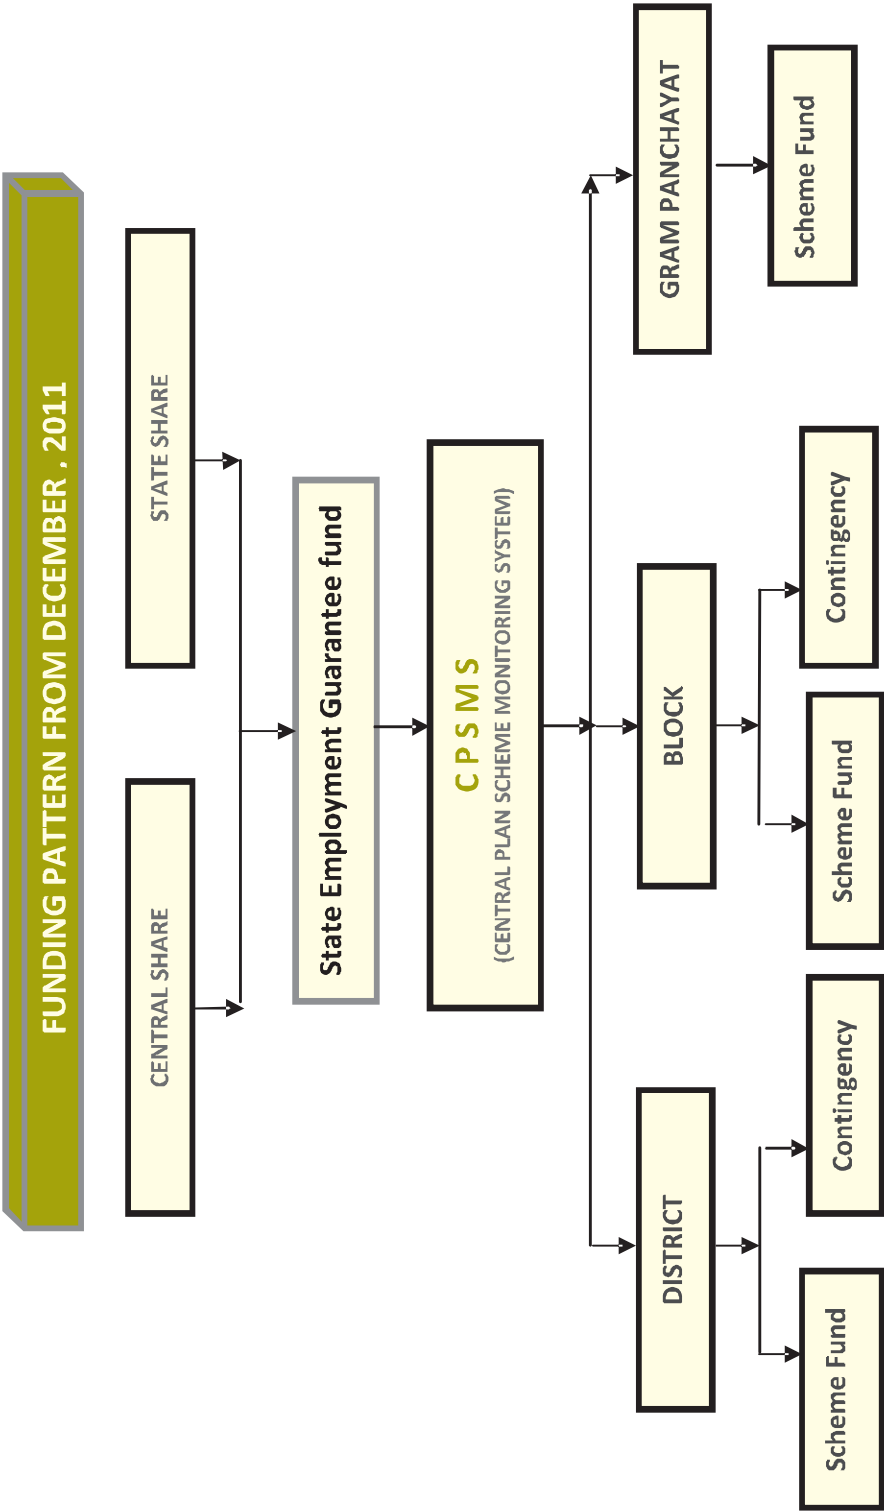 FUNDING PATTERN FROM DECEMBER , 2011
CENTRAL SHARE
STATE SHARE
State Employment Guarantee fund
C P S M S
(CENTRAL PLAN SCHEME MONITORING SYSTEM)
DISTRICT
BLOCK
GRAM PANCHAYAT
Scheme Fund
Contingency
Scheme Fund
Contingency
Scheme Fund